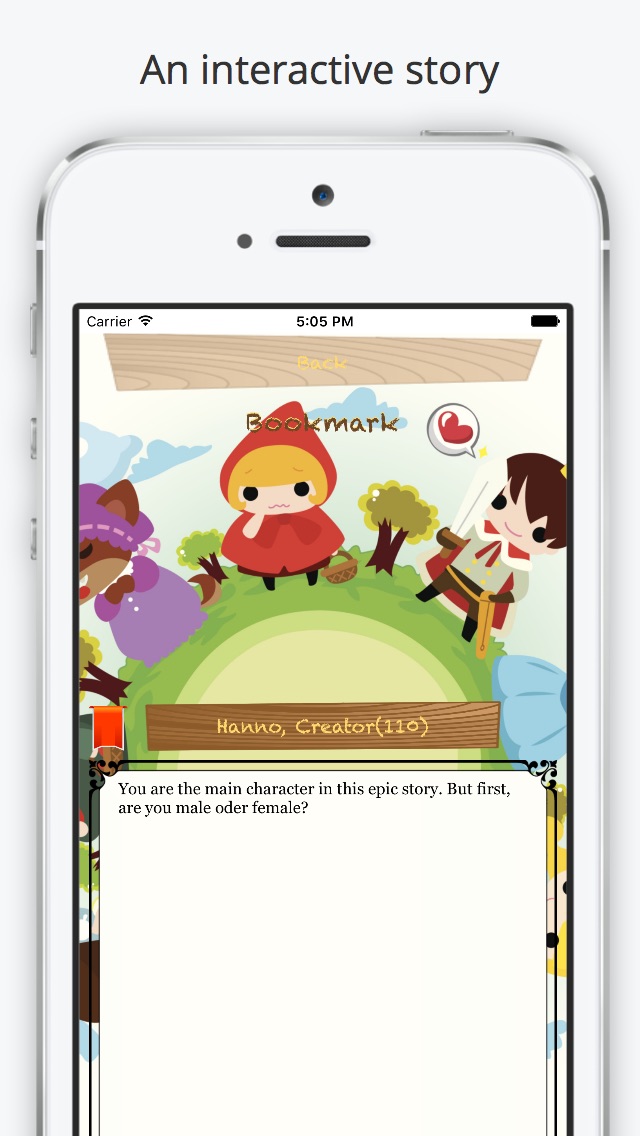 An interactive story
Carrier 5:05 PM
Back
Bookmark
Hanno, Creator(110)
You are the main character in this epic story. But first,
are you male oder female?